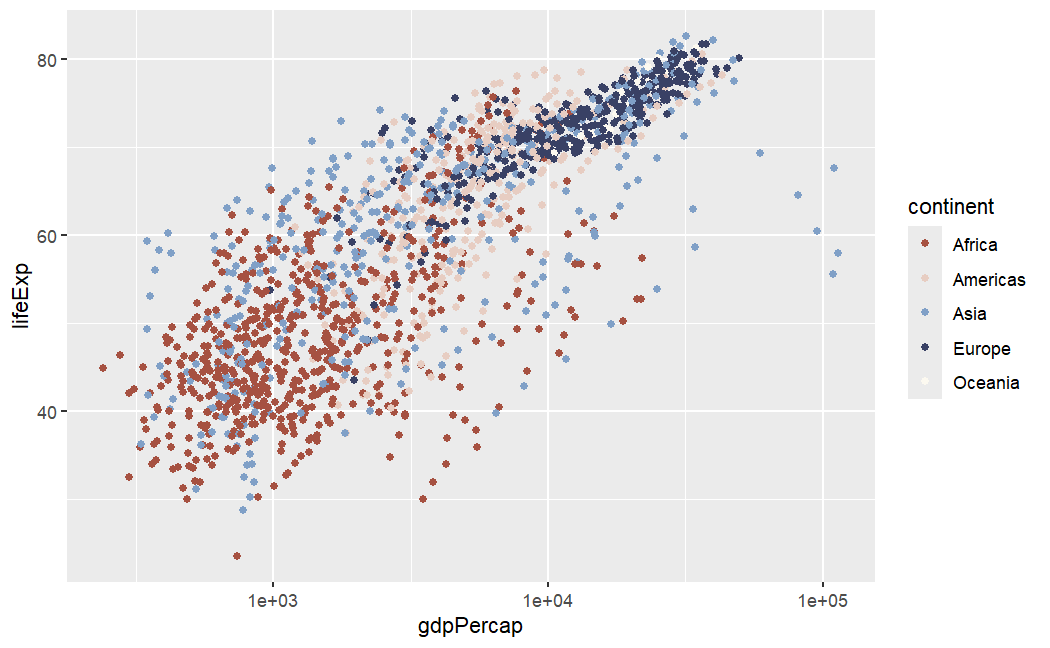 80
60
40
lifeExp
1e+03
1e+04
1e+05
gdpPercap
continent
Africa
Americas
Asia
Europe
Oceania